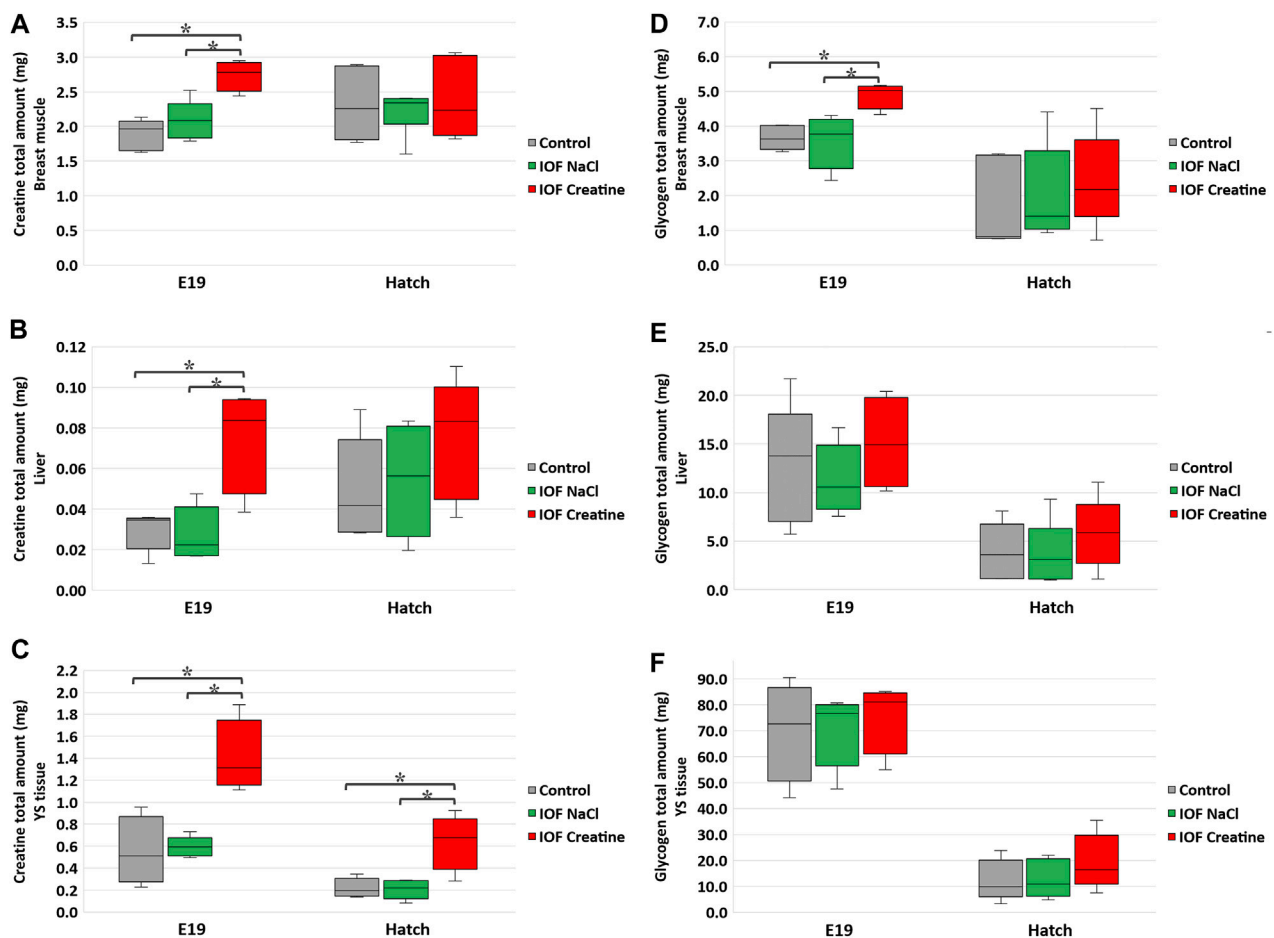 A
Creatine total amount (mg)
Breast muscle
3.5
3.0
2.5
2.0
1.5
1.0
0.5
0.0
*
*
E19
Hatch
Control
IOF NaCl
IOF Creatine
D
Glycogen total amount (mg)
Breast muscle
7.0
6.0
5.0
4.0
3.0
2.0
1.0
0.0
*
*
E19
Hatch
Control
IOF NaCl
IOF Creatine
B
Creatine total amount (mg)
Liver
0.12
0.10
0.08
0.06
0.04
0.02
0.00
*
*
E19
Hatch
Control
IOF NaCl
IOF Creatine
E
Glycogen total amount (mg)
Liver
25.0
20.0
15.0
10.0
5.0
0.0
E19
Hatch
Control
IOF NaCl
IOF Creatine
C
Creatine total amount (mg)
YS tissue
2.2
2.0
1.8
1.6
1.4
1.2
1.0
0.8
0.6
0.4
0.2
0.0
*
*
*
*
E19
Hatch
Control
IOF NaCl
IOF Creatine
F
Glycogen total amount (mg)
YS tissue
90.0
80.0
70.0
60.0
50.0
40.0
30.0
20.0
10.0
0.0
E19
Hatch
Control
IOF NaCl
IOF Creatine